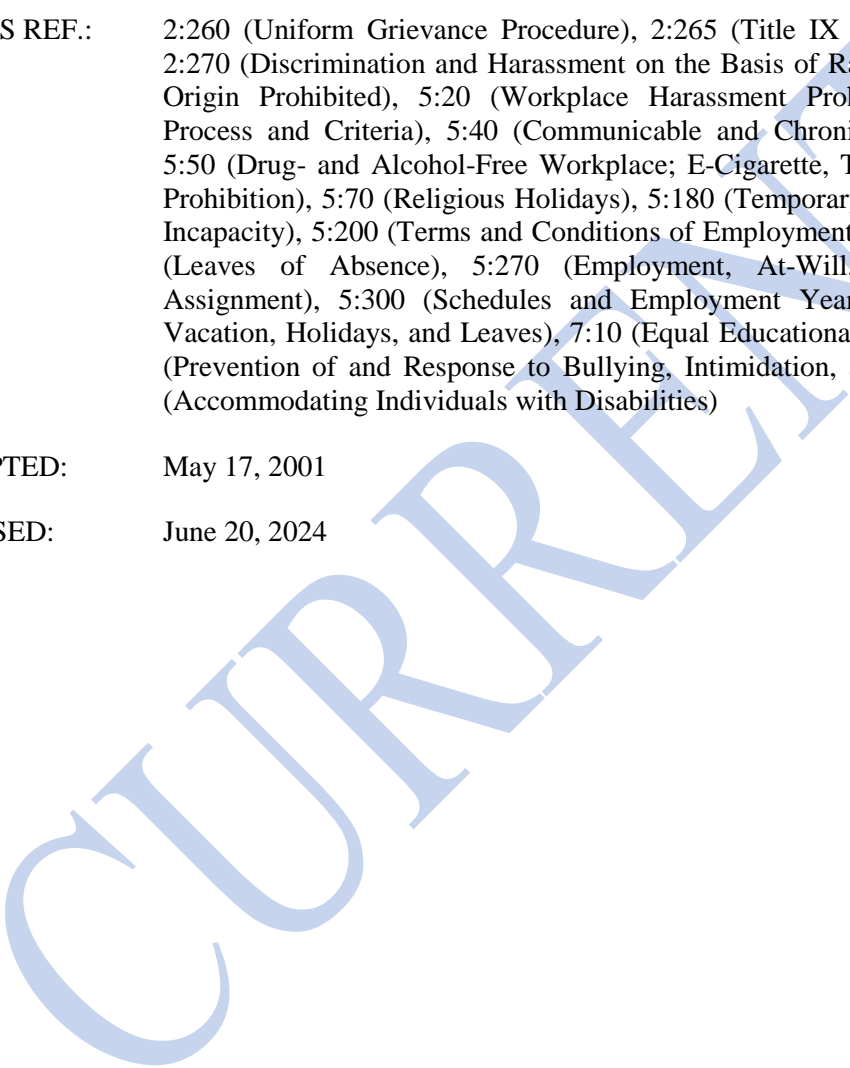 S REF.: 2:260 (Uniform Grievance Procedure), 2:265 (Title IX
2:270 (Discrimination and Harassment on the Basis of
Origin Prohibited), 5:20 (Workplace Harassment
Process and Criteria), 5:40 (Communicable and
5:50 (Drug- and Alcohol-Free Workplace; E-Cigarette,
Prohibition), 5:70 (Religious Holidays), 5:180 (Temporary
Incapacity), 5:200 (Terms and Conditions of Employment
(Leaves of Absence), 5:270 (Employment, At-Will,
Assignment), 5:300 (Schedules and Employment Year
Vacation, Holidays, and Leaves), 7:10 (Equal Educational
(Prevention of and Response to Bullying, Intimidation,
(Accommodating Individuals with Disabilities)
PTED: May 17, 2001
SED: June 20, 2024
CURREN